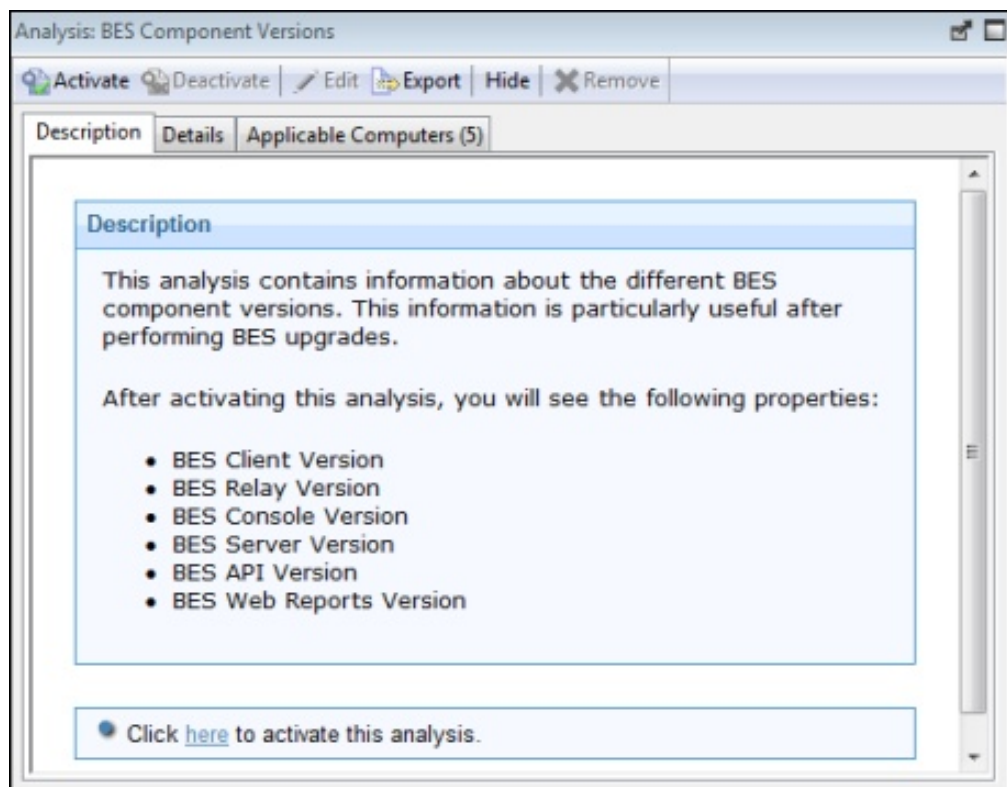 Analysis: BES Component Versions
Activate Deactivate Edit Export Hide Remove
Description Details Applicable Computers (5)
Description
This analysis contains information about the different BES
component versions. This information is particularly useful after
performing BES upgrades.
After activating this analysis, you will see the following properties:
• BES Client Version
• BES Relay Version
• BES Console Version
• BES Server Version
• BES API Version
• BES Web Reports Version
Click here to activate this analysis.